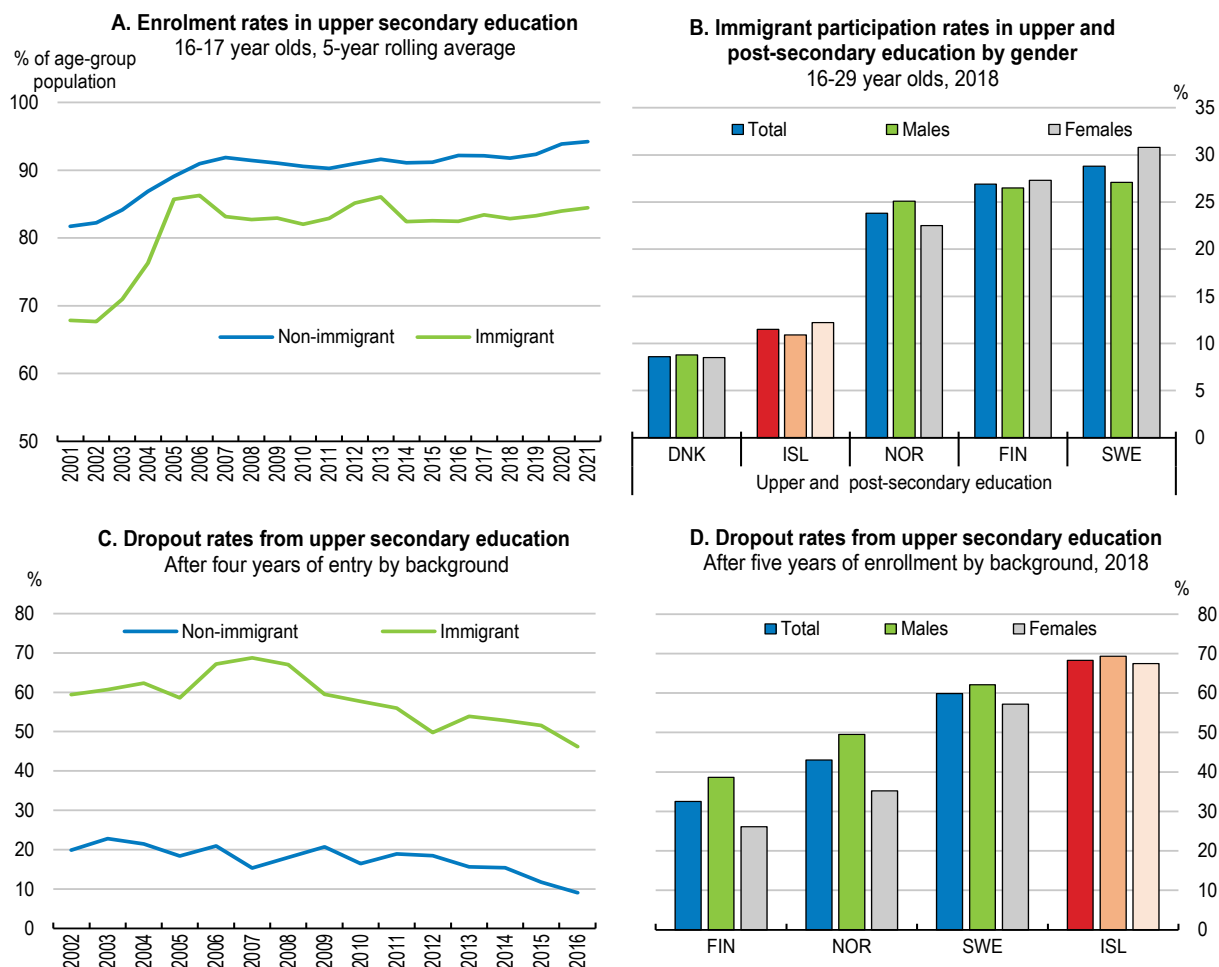 A. Enrolment rates in upper secondary education
16-17 year olds, 5-year rolling average
% of age-group
population
100
90
80
70
60
50
Non-immigrant
Immigrant
2001
2002
2003
2004
2005
2006
2007
2008
2009
2010
2011
2012
2013
2014
2015
2016
2017
2018
2019
2020
2021
B. Immigrant participation rates in upper and
post-secondary education by gender
16-29 year olds, 2018
%
Total
Males
Females
35
30
25
20
15
10
5
0
DNK
ISL
NOR
FIN
SWE
Upper and post-secondary education
C. Dropout rates from upper secondary education
After four years of entry by background
%
80
70
60
50
40
30
20
10
0
Non-immigrant
Immigrant
2002
2003
2004
2005
2006
2007
2008
2009
2010
2011
2012
2013
2014
2015
2016
D. Dropout rates from upper secondary education
After five years of enrollment by background, 2018
%
Total
Males
Females
80
70
60
50
40
30
20
10
0
FIN
NOR
SWE
ISL